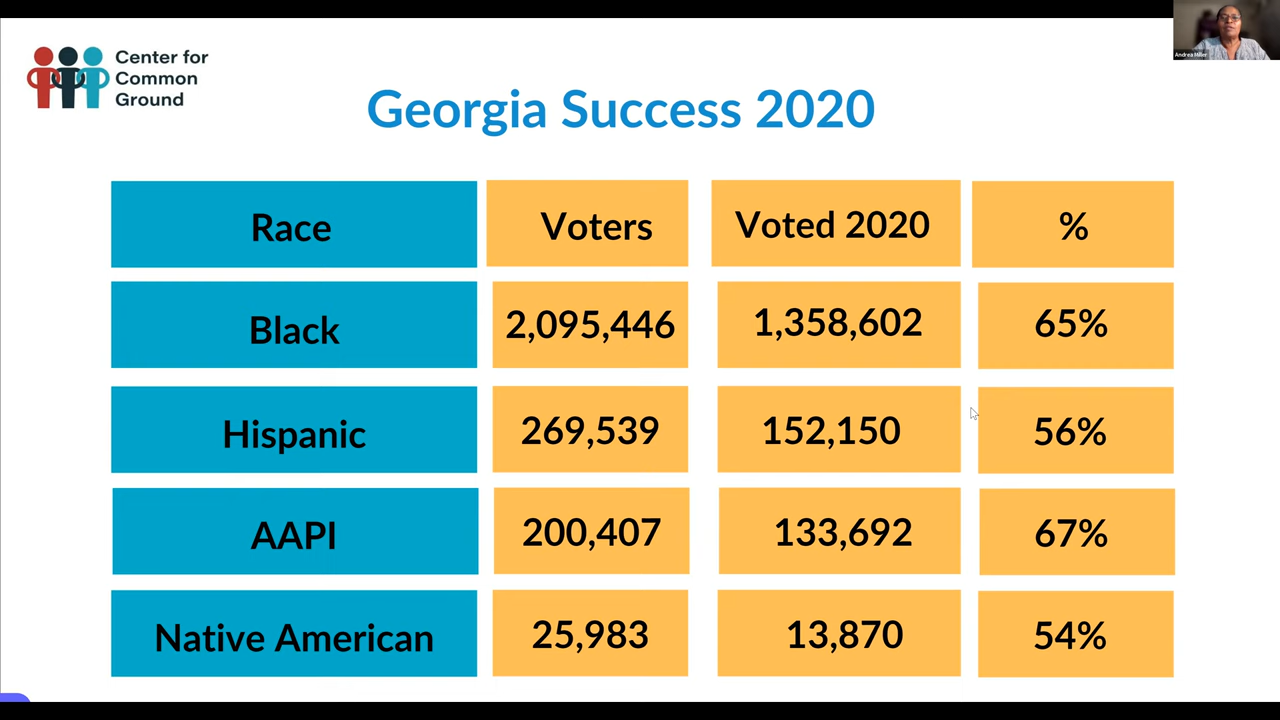 Center for
Common
Ground
Andrea Miller
Georgia Success 2020
Race Voters Voted 2020 %
Black 2,095,446 1,358,602 65%
Hispanic 269,539 152,150 56%
AAPI 200,407 133,692 67%
Native American 25,983 13,870 54%